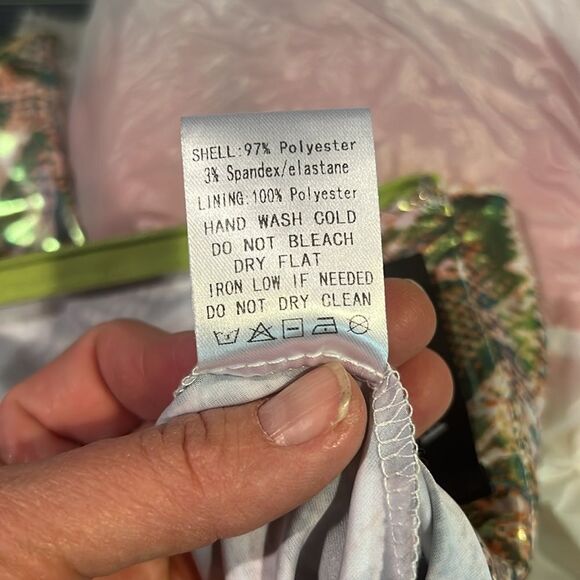 SHELL:97% Polyester
3% Spandex/elastane
LINING:100% Polyester
HAND WASH COLD
DO NOT BLEACH
DRY FLAT
IRON LOW IF NEEDED
DO NOT DRY CLEAN